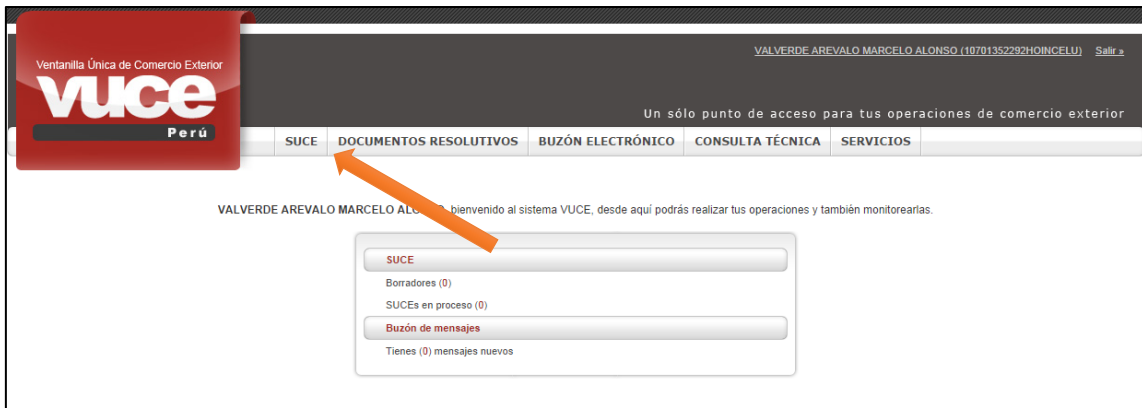 Ventanilla Única de Comercio Exterior
vuce
Perú
VALVERDE AREVALO MARCELO ALONSO (10701352292HOINCELU) Salir »
Un sólo punto de acceso para tus operaciones de comercio exterior
SUCE DOCUMENTOS RESOLUTIVOS BUZÓN ELECTRÓNICO CONSULTA TÉCNICA SERVICIOS
VALVERDE AREVALO MARCELO bienvenido al sistema VUCE, desde aquí podrás realizar tus operaciones y también monitorearlas.
SUCE
Borradores (0)
SUCEs en proceso (0)
Buzón de mensajes
Tienes (0) mensajes nuevos